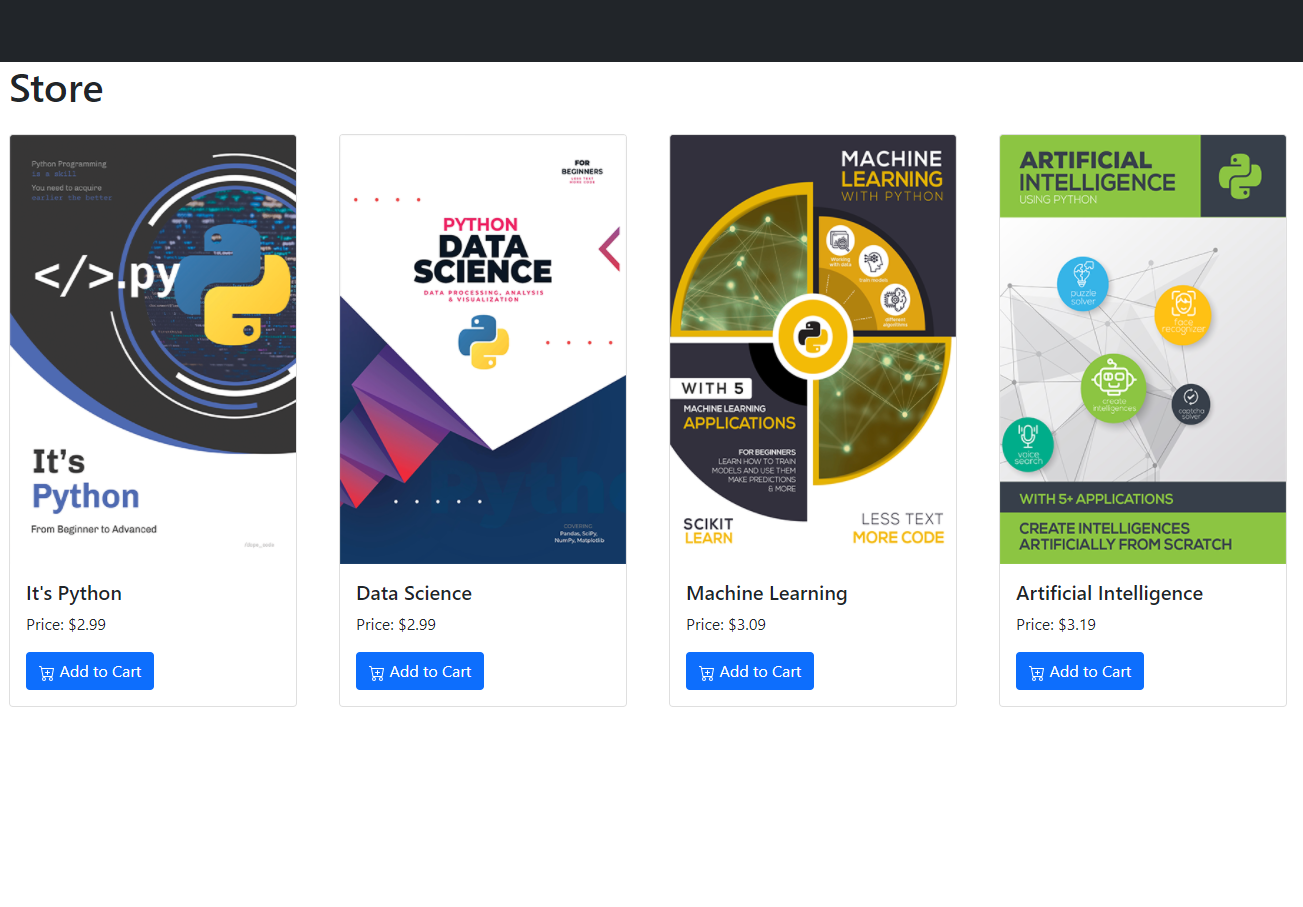 Store
Python Programming
is a skill
You need to acquire
earlier the better
</>.py
It's
Python
From Beginner to Advanced
FOR
BEGINNERS
LESS TEXT
MORE CODE
PYTHON
DATA
SCIENCE
DATA PROCESSING, ANALYSIS
& VISUALIZATION
COVERING
Pandas, SciPy,
NumPy, Matplotlib
MACHINE
LEARNING
WITH PYTHON
Working
with data
train models
different
algorithms
WITH 5
MACHINE LEARNING
APPLICATIONS
FOR BEGINNERS
LEARN HOW TO TRAIN
MODELS AND USE THEM
MAKE PREDICTIONS
& MORE
SCIKIT
LEARN
LESS TEXT
MORE CODE
ARTIFICIAL
INTELLIGENCE
USING PYTHON
puzzle
solver
face
recognizer
create
intelligences
captcha
solver
voice
search
WITH 5+ APPLICATIONS
CREATE INTELLIGENCES
ARTIFICIALLY FROM SCRATCH
It's Python
Price: $2.99
Add to Cart
Data Science
Price: $2.99
Add to Cart
Machine Learning
Price: $3.09
Add to Cart
Artificial Intelligence
Price: $3.19
Add to Cart